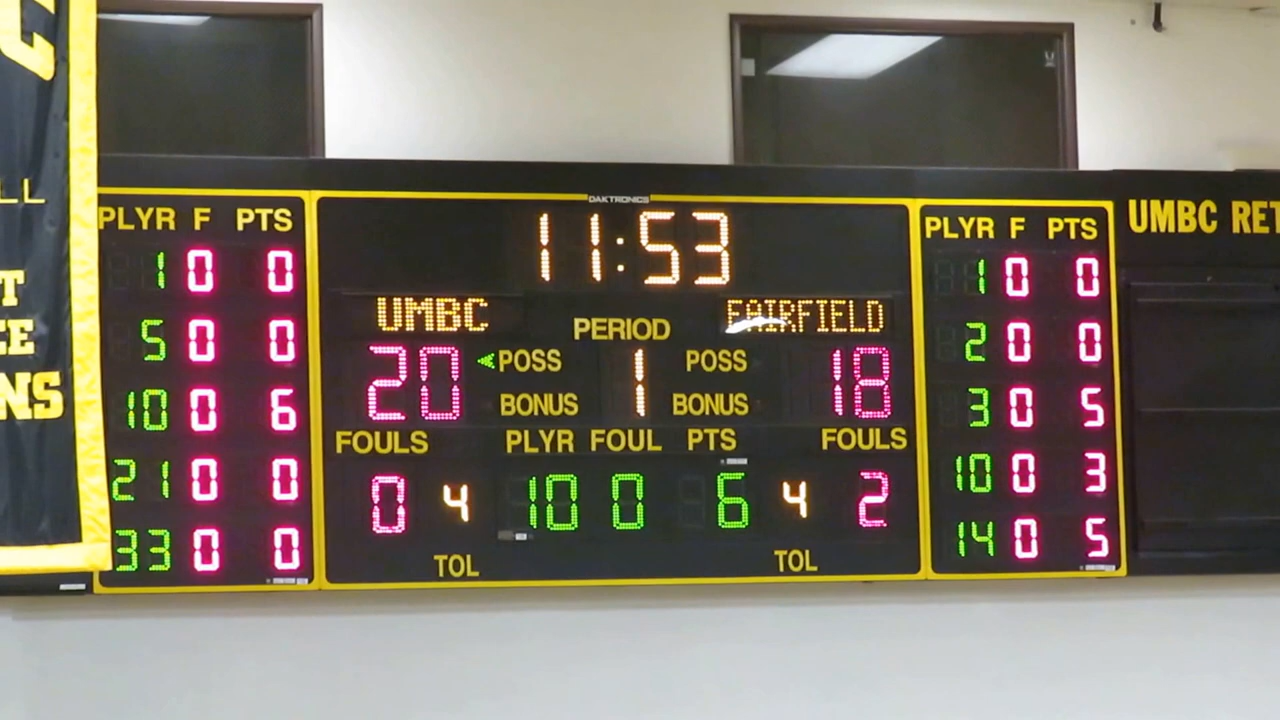 C
LL
T
EE
NS
PLYR F PTS
1 0 0
5 0 0
10 0 6
21 0 0
33 0 0
DAKTRONICS
11:53
UMBC FAIRFIELD
PERIOD
20 POSS 1 POSS 18
BONUS BONUS
FOULS PLYR FOUL PTS FOULS
0 4 10 0 6 4 2
TOL TOL
PLYR F PTS
1 0 0
2 0 0
3 0 5
10 0 3
14 0 5
UMBC RET